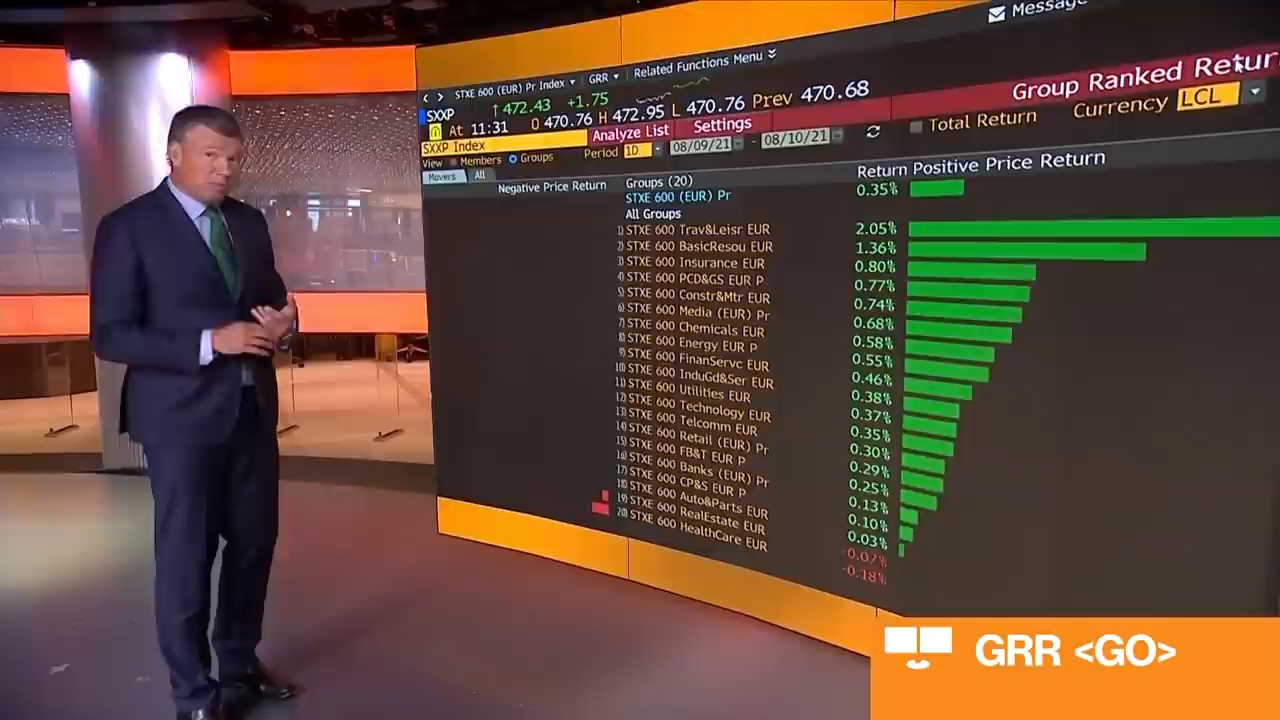 Message
STXE 600 (EUR) Pr Index GRR Related Functions Menu
SXXP ↑ 472.43 +1.75
At 11:31 O 470.76 H 472.95 L 470.76 Prev 470.68
SXXP Index Analyze List Settings Group Ranked Retur
View Members Groups Period 1D 08/09/21 - 08/10/21 Total Return Currency LCL
Movers All
Negative Price Return Groups (20) Return Positive Price Return
STXE 600 (EUR) Pr 0.35%
All Groups
1) STXE 600 Trav&Leisr EUR 2.05%
2) STXE 600 BasicResou EUR 1.36%
3) STXE 600 Insurance EUR 0.80%
4) STXE 600 PCD&GS EUR P 0.77%
5) STXE 600 Constr&Mtr EUR 0.74%
6) STXE 600 Media (EUR) Pr 0.68%
7) STXE 600 Chemicals EUR 0.58%
8) STXE 600 Energy EUR P 0.55%
9) STXE 600 FinanServc EUR 0.46%
10) STXE 600 InduGd&Ser EUR 0.38%
11) STXE 600 Utilities EUR 0.37%
12) STXE 600 Technology EUR 0.35%
13) STXE 600 Telcomm EUR 0.30%
14) STXE 600 Retail (EUR) Pr 0.29%
15) STXE 600 FB&T EUR P 0.25%
16) STXE 600 Banks (EUR) Pr 0.13%
17) STXE 600 CP&S EUR P 0.10%
18) STXE 600 Auto&Parts EUR 0.03%
19) STXE 600 RealEstate EUR -0.07%
20) STXE 600 HealthCare EUR -0.18%
GRR <GO>